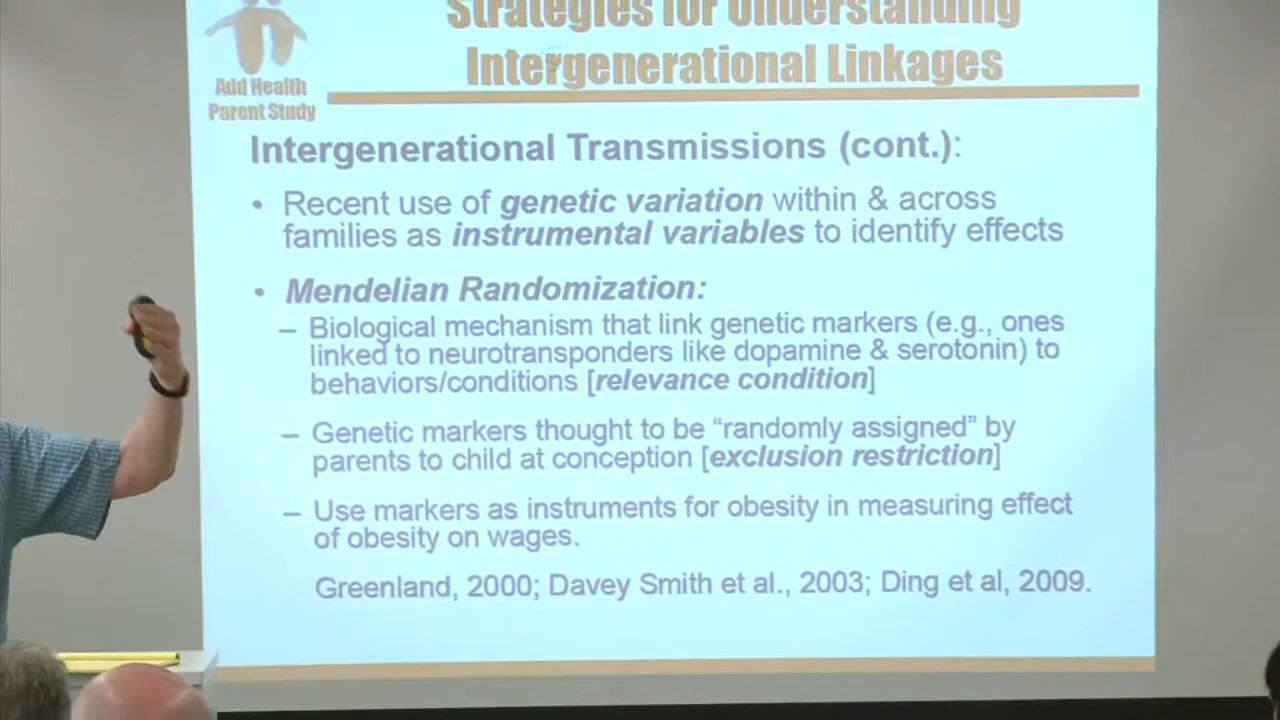 Strategies for Understanding
Intergenerational Linkages
Add Health
Parent Study
Intergenerational Transmissions (cont.):
• Recent use of genetic variation within & across
families as instrumental variables to identify effects
• Mendelian Randomization:
– Biological mechanism that link genetic markers (e.g., ones
linked to neurotransponders like dopamine & serotonin) to
behaviors/conditions [relevance condition]
– Genetic markers thought to be “randomly assigned” by
parents to child at conception [exclusion restriction]
– Use markers as instruments for obesity in measuring effect
of obesity on wages.
Greenland, 2000; Davey Smith et al., 2003; Ding et al, 2009.